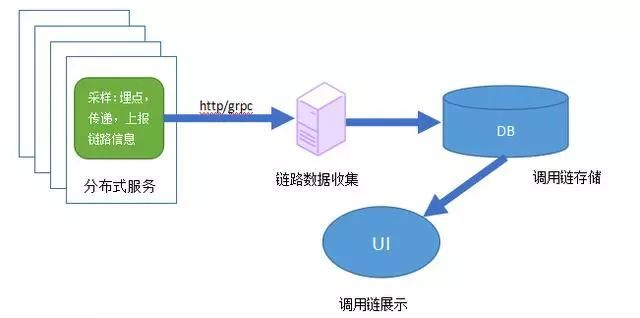 采样:埋点，
传递，上报
链路信息
分布式服务
http/grpc
链路数据收集
DB
调用链存储
UI
调用链展示